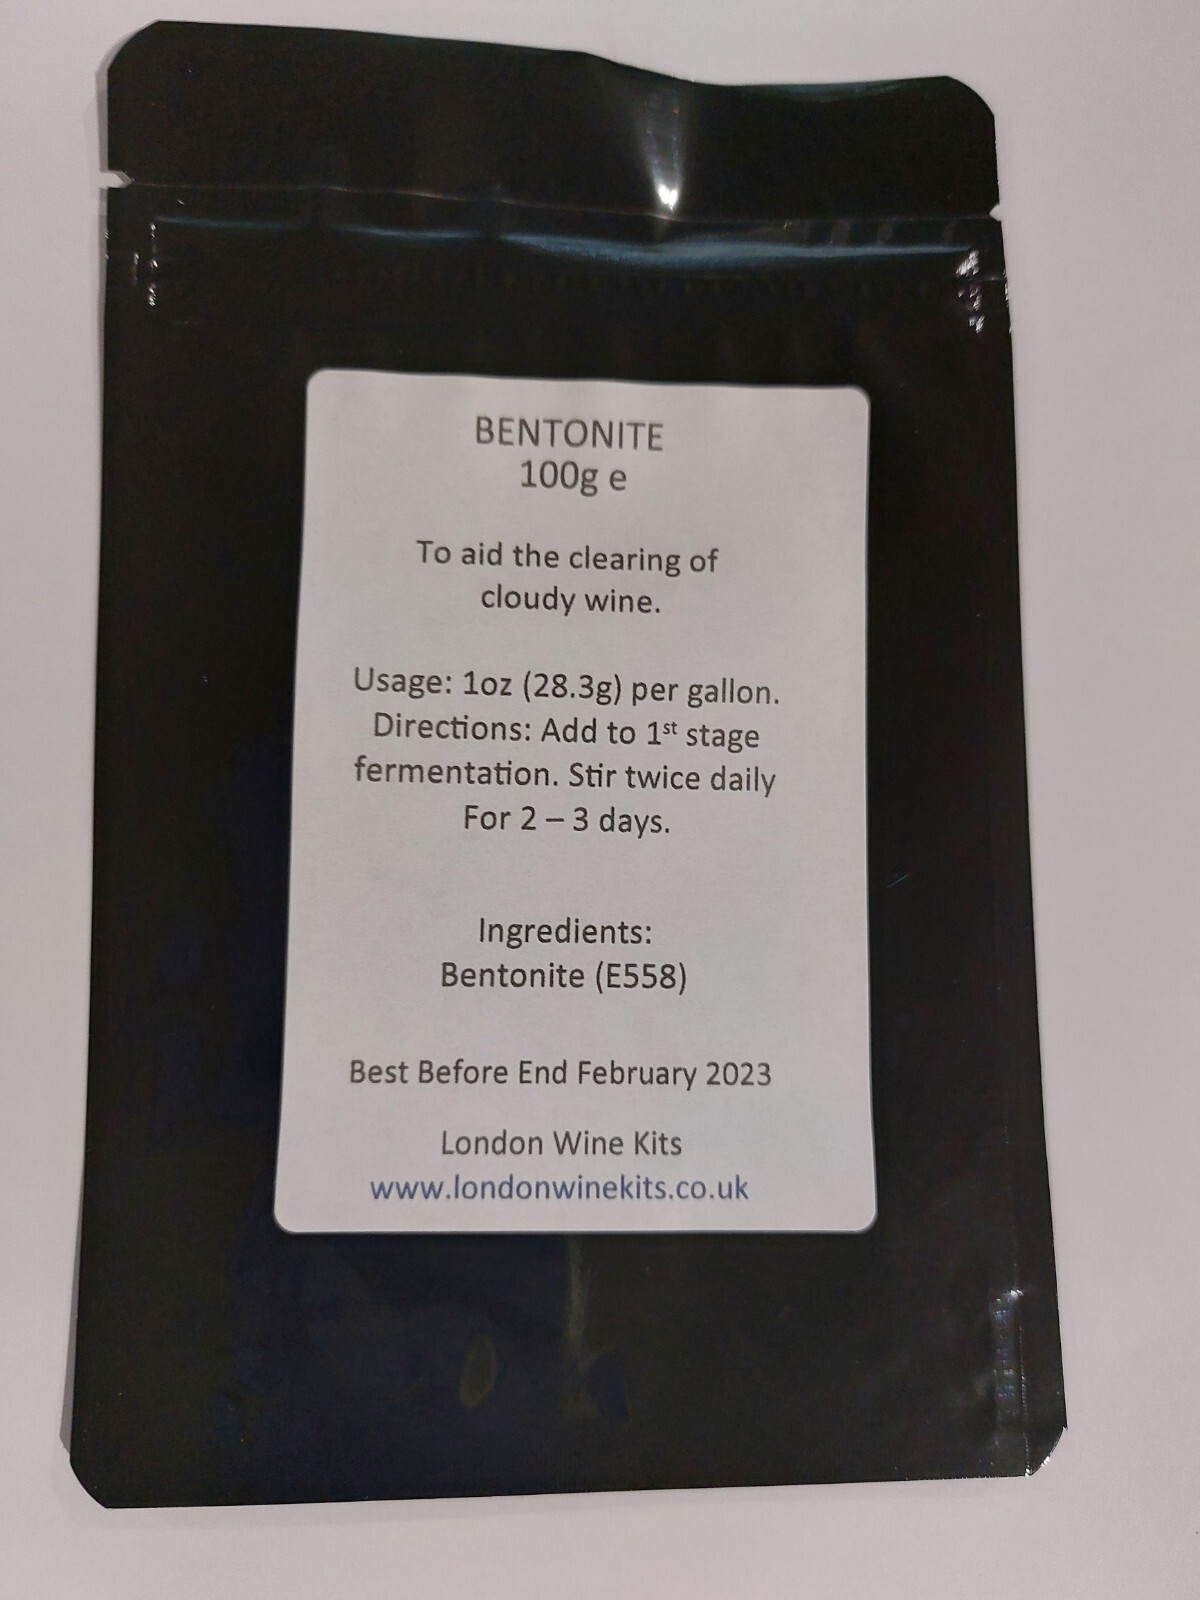 BENTONITE
100g e
To aid the clearing of
cloudy wine.
Usage: 1oz (28.3g) per gallon.
Directions: Add to 1st stage
fermentation. Stir twice daily
For 2 – 3 days.
Ingredients:
Bentonite (E558)
Best Before End February 2023
London Wine Kits
www.londonwinekits.co.uk